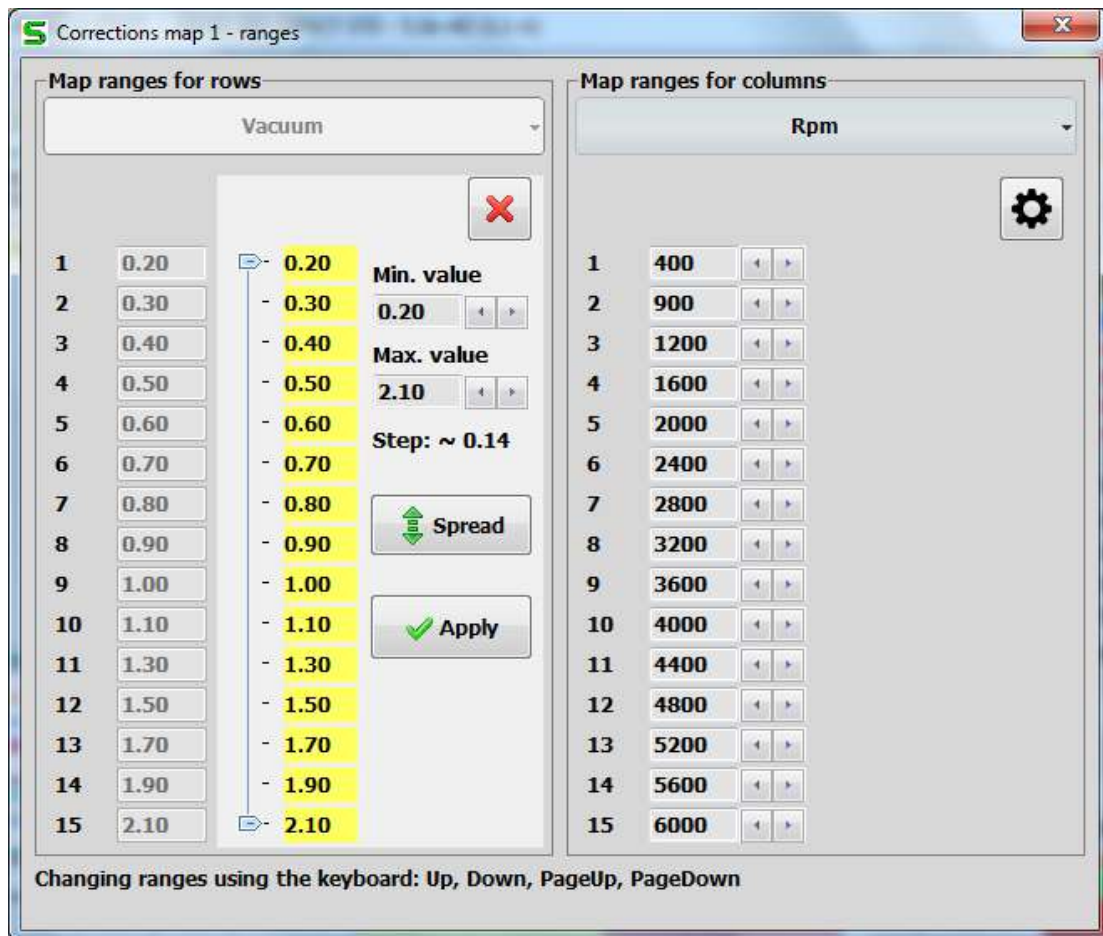 Corrections map 1 - ranges
Map ranges for rows
Vacuum
1 0.20 0.20
2 0.30 0.30
3 0.40 0.40
4 0.50 0.50
5 0.60 0.60
6 0.70 0.70
7 0.80 0.80
8 0.90 0.90
9 1.00 1.00
10 1.10 1.10
11 1.30 1.30
12 1.50 1.50
13 1.70 1.70
14 1.90 1.90
15 2.10 2.10
Min. value
0.20
Max. value
2.10
Step: ~ 0.14
Spread
Apply
Map ranges for columns
Rpm
1 400
2 900
3 1200
4 1600
5 2000
6 2400
7 2800
8 3200
9 3600
10 4000
11 4400
12 4800
13 5200
14 5600
15 6000
Changing ranges using the keyboard: Up, Down, PageUp, PageDown